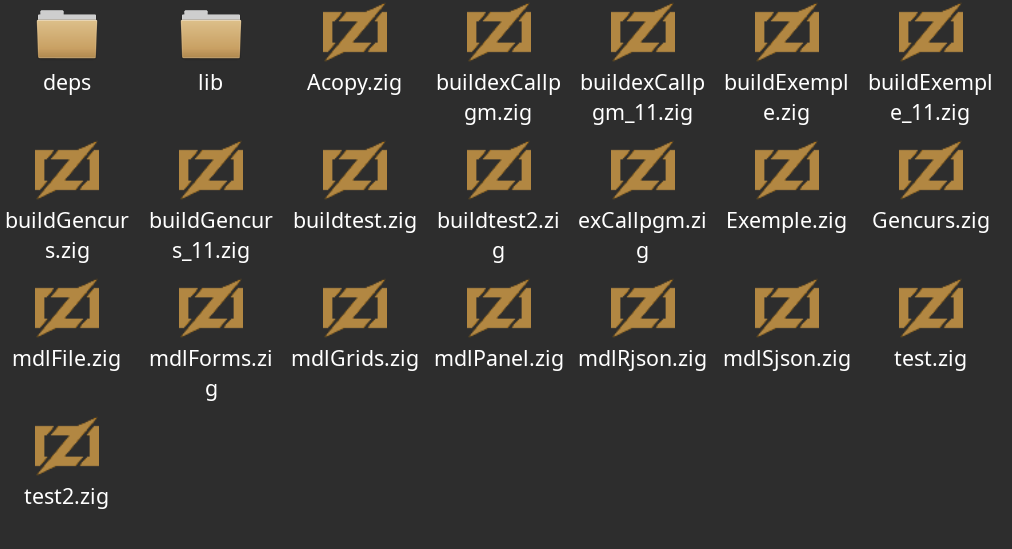 deps
lib
Acopy.zig
buildexCallp
gm.zig
buildexCallp
gm_11.zig
buildExempl
e.zig
buildExempl
e_11.zig
buildGencur
s.zig
buildGencur
s_11.zig
buildtest.zig
buildtest2.zi
g
exCallpgm.zi
g
Exemple.zig
Gencurs.zig
mdlFile.zig
mdlForms.zi
g
mdlGrids.zig
mdlPanel.zig
mdlRjson.zig
mdlSjson.zig
test.zig
test2.zig